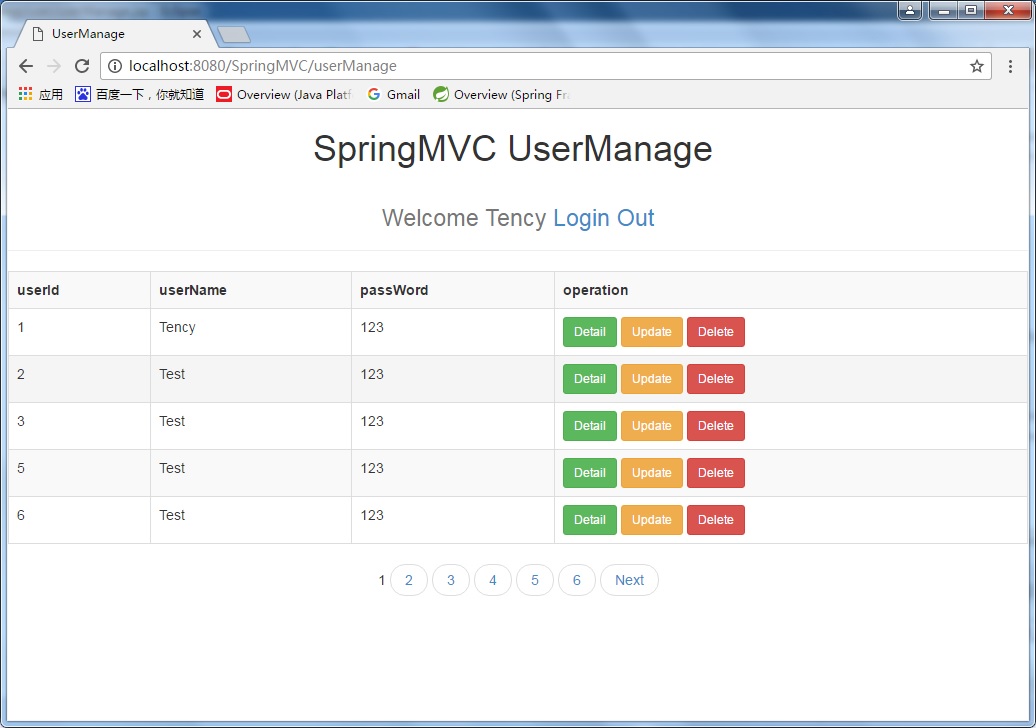 UserManage
localhost:8080/SpringMVC/userManage
应用 百度一下，你就知道 Overview (Java Platf Gmail Overview (Spring Fra
SpringMVC UserManage
Welcome Tency Login Out
userId userName passWord operation
1 Tency 123 Detail Update Delete
2 Test 123 Detail Update Delete
3 Test 123 Detail Update Delete
5 Test 123 Detail Update Delete
6 Test 123 Detail Update Delete
1 2 3 4 5 6 Next